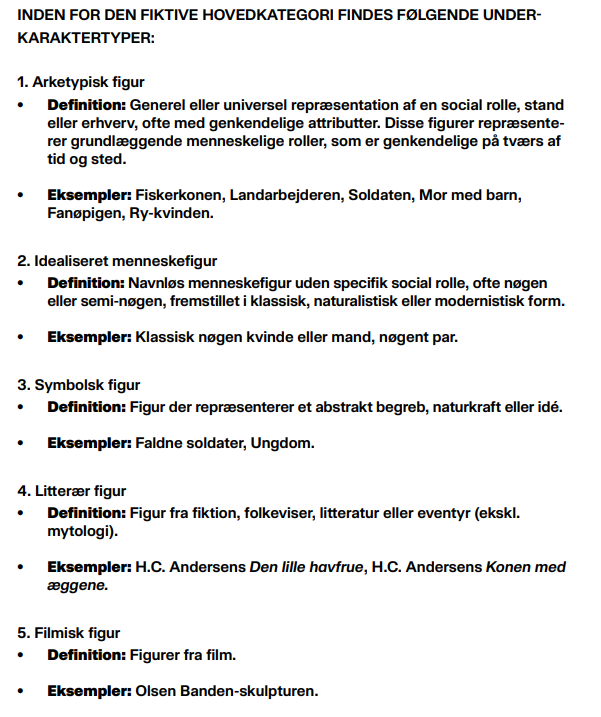 INDEN FOR DEN FIKTIVE HOVEDKATEGORI FINDES FØLGENDE UNDER-
KARAKTERTYPER:
1. Arketypisk figur
• Definition: Generel eller universel repræsentation af en social rolle, stand
eller erhverv, ofte med genkendelige attributter. Disse figurer repræsente-
rer grundlæggende menneskelige roller, som er genkendelige på tværs af
tid og sted.
• Eksempler: Fiskerkonen, Landarbejderen, Soldaten, Mor med barn,
Fanøpigen, Ry-kvinden.
2. Idealiseret menneskefigur
• Definition: Navnløs menneskefigur uden specifik social rolle, ofte nøgen
eller semi-nøgen, fremstillet i klassisk, naturalistisk eller modernistisk form.
• Eksempler: Klassisk nøgen kvinde eller mand, nøgent par.
3. Symbolsk figur
• Definition: Figur der repræsenterer et abstrakt begreb, naturkraft eller idé.
• Eksempler: Faldne soldater, Ungdom.
4. Litterær figur
• Definition: Figur fra fiktion, folkeviser, litteratur eller eventyr (ekskl.
mytologi).
• Eksempler: H.C. Andersens Den lille havfrue, H.C. Andersens Konen med
æggene.
5. Filmisk figur
• Definition: Figurer fra film.
• Eksempler: Olsen Banden-skulpturen.